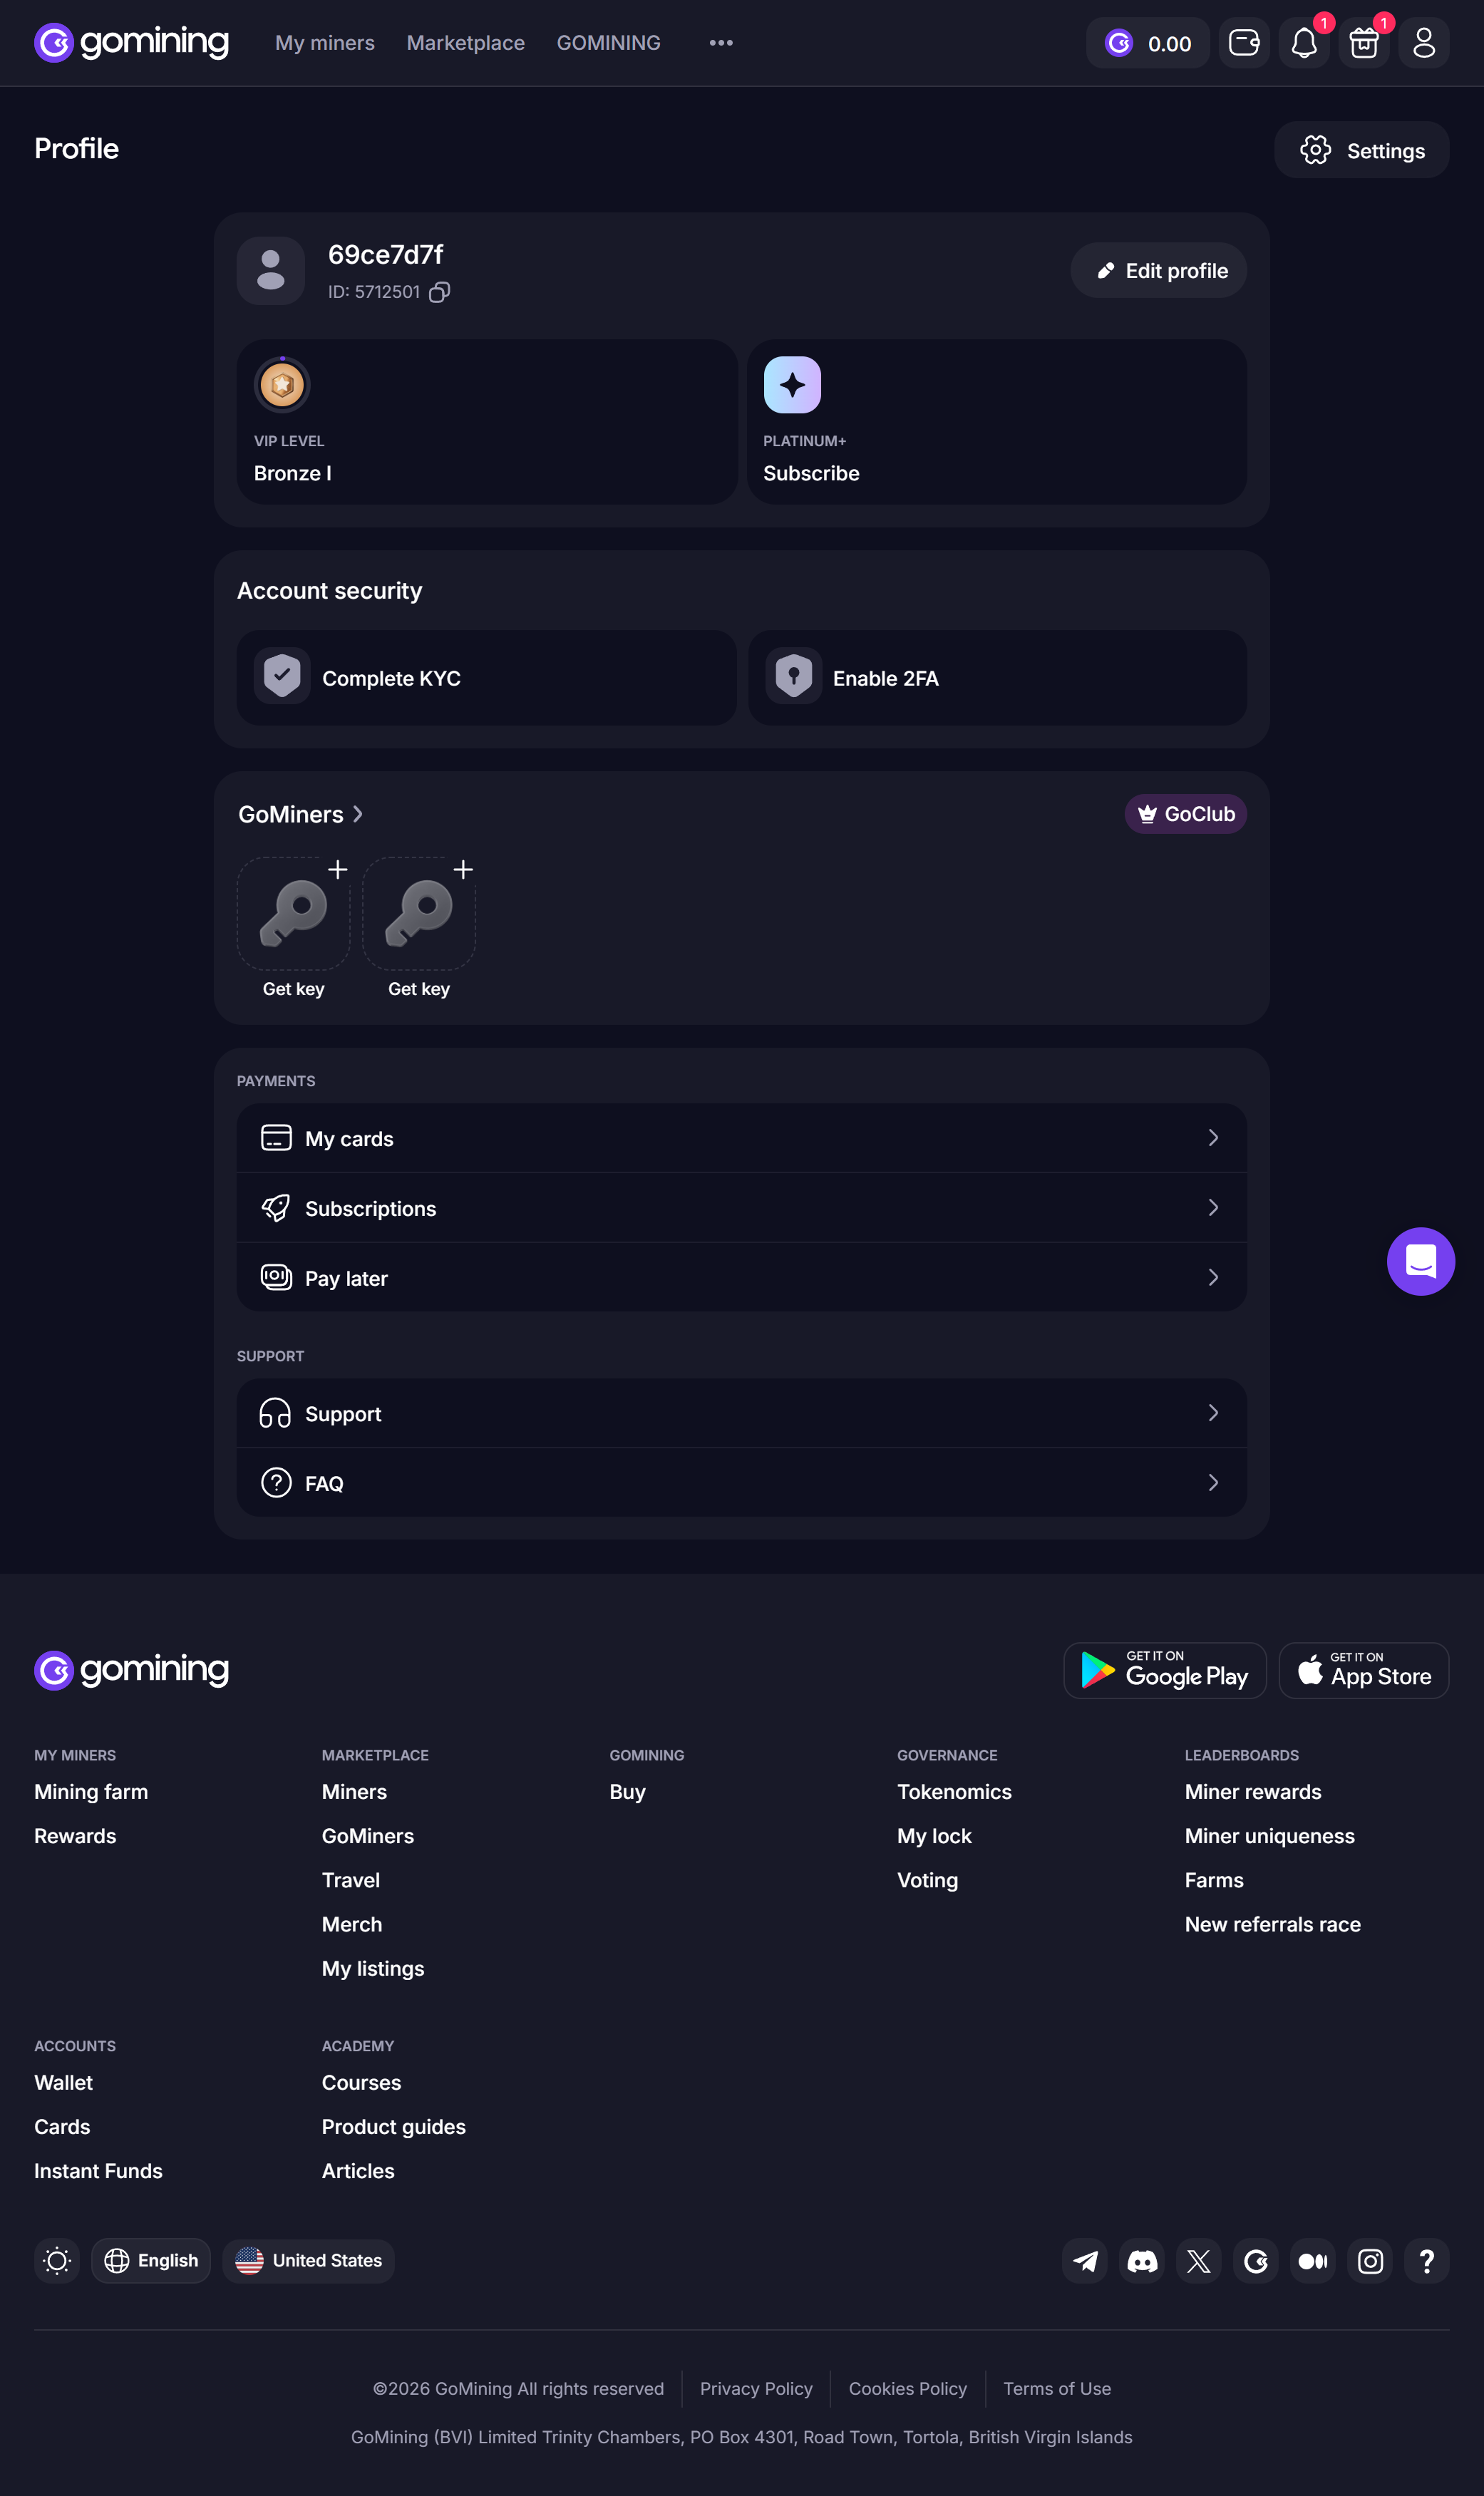 gomining My miners Marketplace GOMINING ••• 0.00 1 1
Profile Settings
69ce7d7f
ID: 5712501
Edit profile
VIP LEVEL
Bronze I
PLATINUM+
Subscribe
Account security
Complete KYC
Enable 2FA
GoMiners
GoClub
Get key
Get key
PAYMENTS
My cards
Subscriptions
Pay later
SUPPORT
Support
FAQ
gomining
GET IT ON
Google Play
GET IT ON
App Store
MY MINERS
Mining farm
Rewards
MARKETPLACE
Miners
GoMiners
Travel
Merch
My listings
GOMINING
Buy
GOVERNANCE
Tokenomics
My lock
Voting
LEADERBOARDS
Miner rewards
Miner uniqueness
Farms
New referrals race
ACCOUNTS
Wallet
Cards
Instant Funds
ACADEMY
Courses
Product guides
Articles
English
United States
©2026 GoMining All rights reserved
Privacy Policy
Cookies Policy
Terms of Use
GoMining (BVI) Limited Trinity Chambers, PO Box 4301, Road Town, Tortola, British Virgin Islands